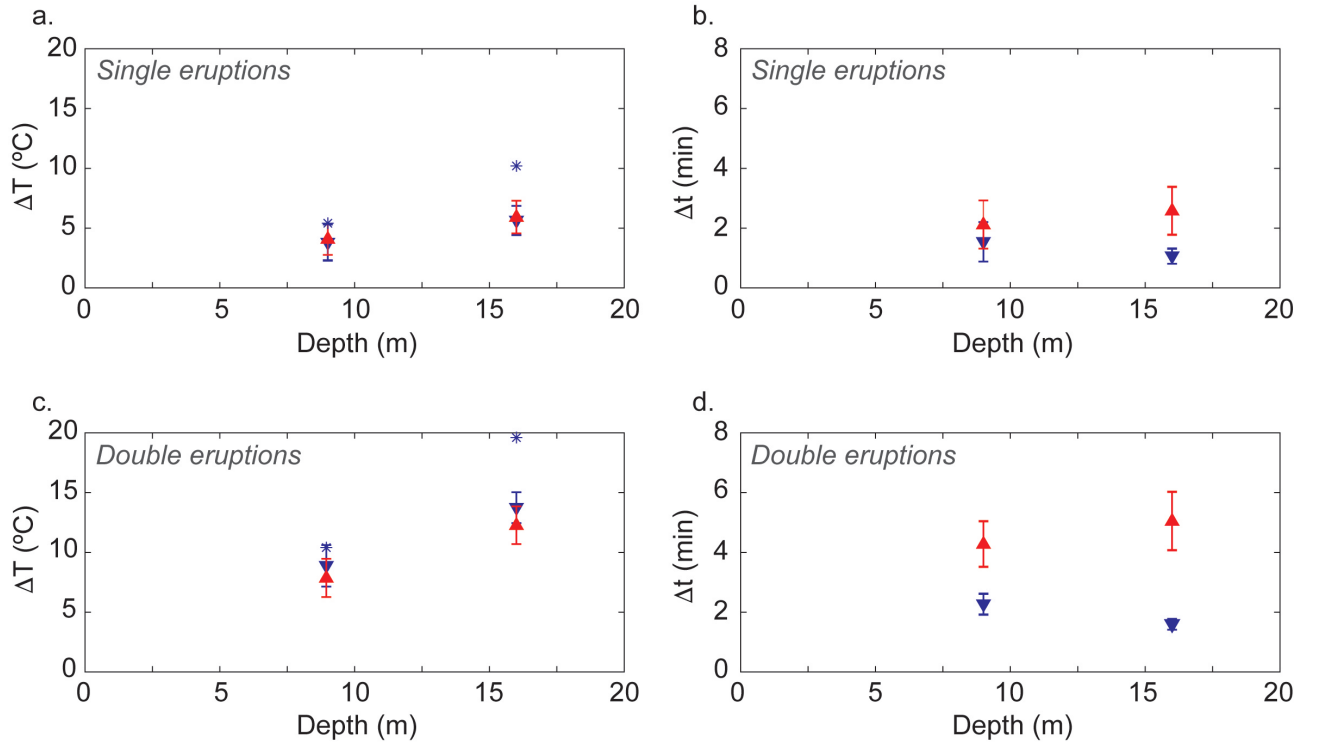 a.
20
15
10
5
0
ΔT (ºC)
Single eruptions
0 5 10 15 20
Depth (m)
b.
8
6
4
2
0
Δt (min)
Single eruptions
0 5 10 15 20
Depth (m)
c.
20
15
10
5
0
ΔT (ºC)
Double eruptions
0 5 10 15 20
Depth (m)
d.
8
6
4
2
0
Δt (min)
Double eruptions
0 5 10 15 20
Depth (m)